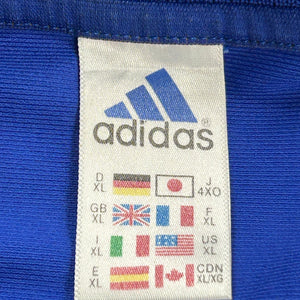 adidas
D XL J 4XO
GB XL F XL
I XL US XL
E XL CDN XL/XG